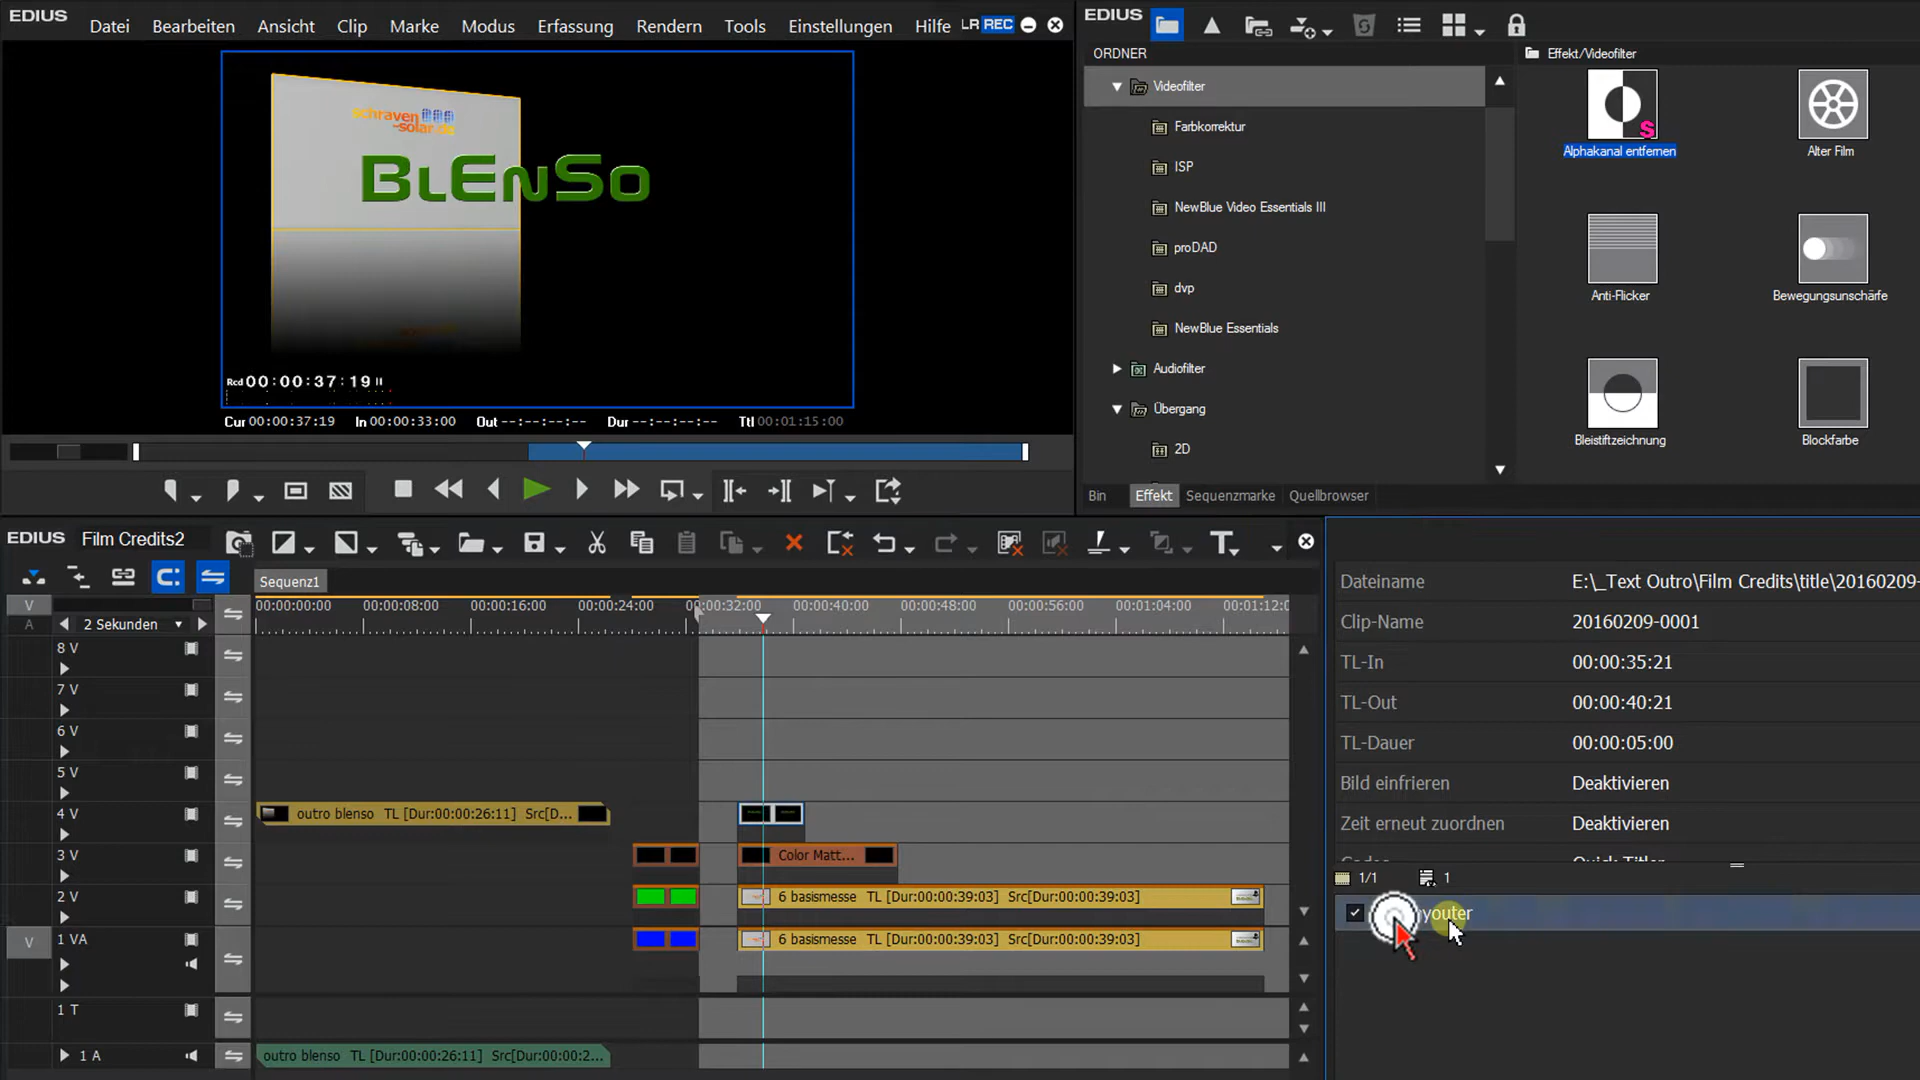 EDIUS
Datei Bearbeiten Ansicht Clip Marke Modus Erfassung Rendern Tools Einstellungen Hilfe LR REC
schraven
-solar.de
BLENSO
Rcd 00:00:37:19
Cur 00:00:37:19 In 00:00:33:00 Out --:--:--:-- Dur --:--:--:-- Ttl 00:01:15:00
EDIUS
ORDNER
Videofilter
Farbkorrektur
ISP
NewBlue Video Essentials III
proDAD
dvp
NewBlue Essentials
Audiofilter
Übergang
2D
Bin Effekt Sequenzmarke Quellbrowser
Effekt/Videofilter
S
Alphakanal entfernen Alter Film
Anti-Flicker Bewegungsunschärfe
Bleistiftzeichnung Blockfarbe
EDIUS Film Credits2
Sequenz1
V
A
2 Sekunden
00:00:00:00 00:00:08:00 00:00:16:00 00:00:24:00 00:00:32:00 00:00:40:00 00:00:48:00 00:00:56:00 00:01:04:00 00:01:12:0
8 V
7 V
6 V
5 V
4 V outro blenso TL [Dur:00:00:26:11] Src[D...
3 V Color Matt...
2 V 6 basismesse TL [Dur:00:00:39:03] Src[Dur:00:00:39:03]
V 1 VA 6 basismesse TL [Dur:00:00:39:03] Src[Dur:00:00:39:03]
1 T
1 A outro blenso TL [Dur:00:00:26:11] Src[Dur:00:00:2...
Dateiname E:\_Text Outro\Film Credits\title\20160209-
Clip-Name 20160209-0001
TL-In 00:00:35:21
TL-Out 00:00:40:21
TL-Dauer 00:00:05:00
Bild einfrieren Deaktivieren
Zeit erneut zuordnen Deaktivieren
Codec Quick Titler
1/1 1
youter